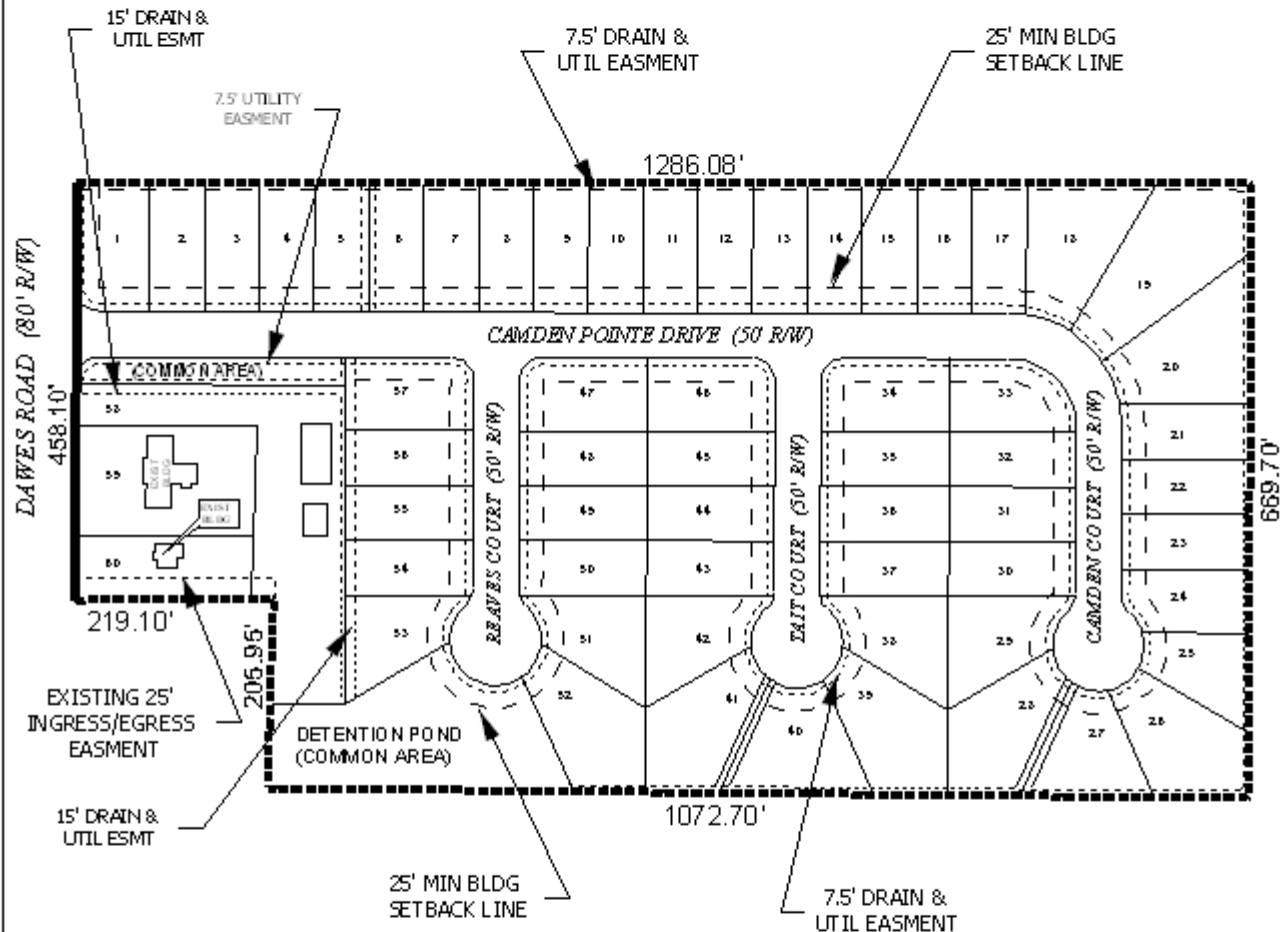 15' DRAIN &
UTIL ESMT
7.5' DRAIN &
UTIL EASMENT
25' MIN BLDG
SETBACK LINE
7.5' UTILITY
EASMENT
1286.08'
1
2
3
4
5
6
7
8
9
10
11
12
13
14
15
16
17
18
19
20
21
22
23
24
25
26
27
28
DAWES ROAD (80' R/W)
458.10'
CAMDEN POINTE DRIVE (50 R/W)
(COMMON AREA)
58
59
60
EXIST
BLDG
EXIST
BLDG
57
56
55
54
53
REAVES COURT (50' R/W)
47
48
49
50
51
52
46
45
44
43
42
41
TAIT COURT (50' R/W)
34
35
36
37
38
39
40
33
32
31
30
29
CAMDEN COURT (50' R/W)
669.70'
219.10'
205.95'
EXISTING 25'
INGRESS/EGRESS
EASMENT
DETENTION POND
(COMMON AREA)
15' DRAIN &
UTIL ESMT
1072.70'
25' MIN BLDG
SETBACK LINE
7.5' DRAIN &
UTIL EASMENT